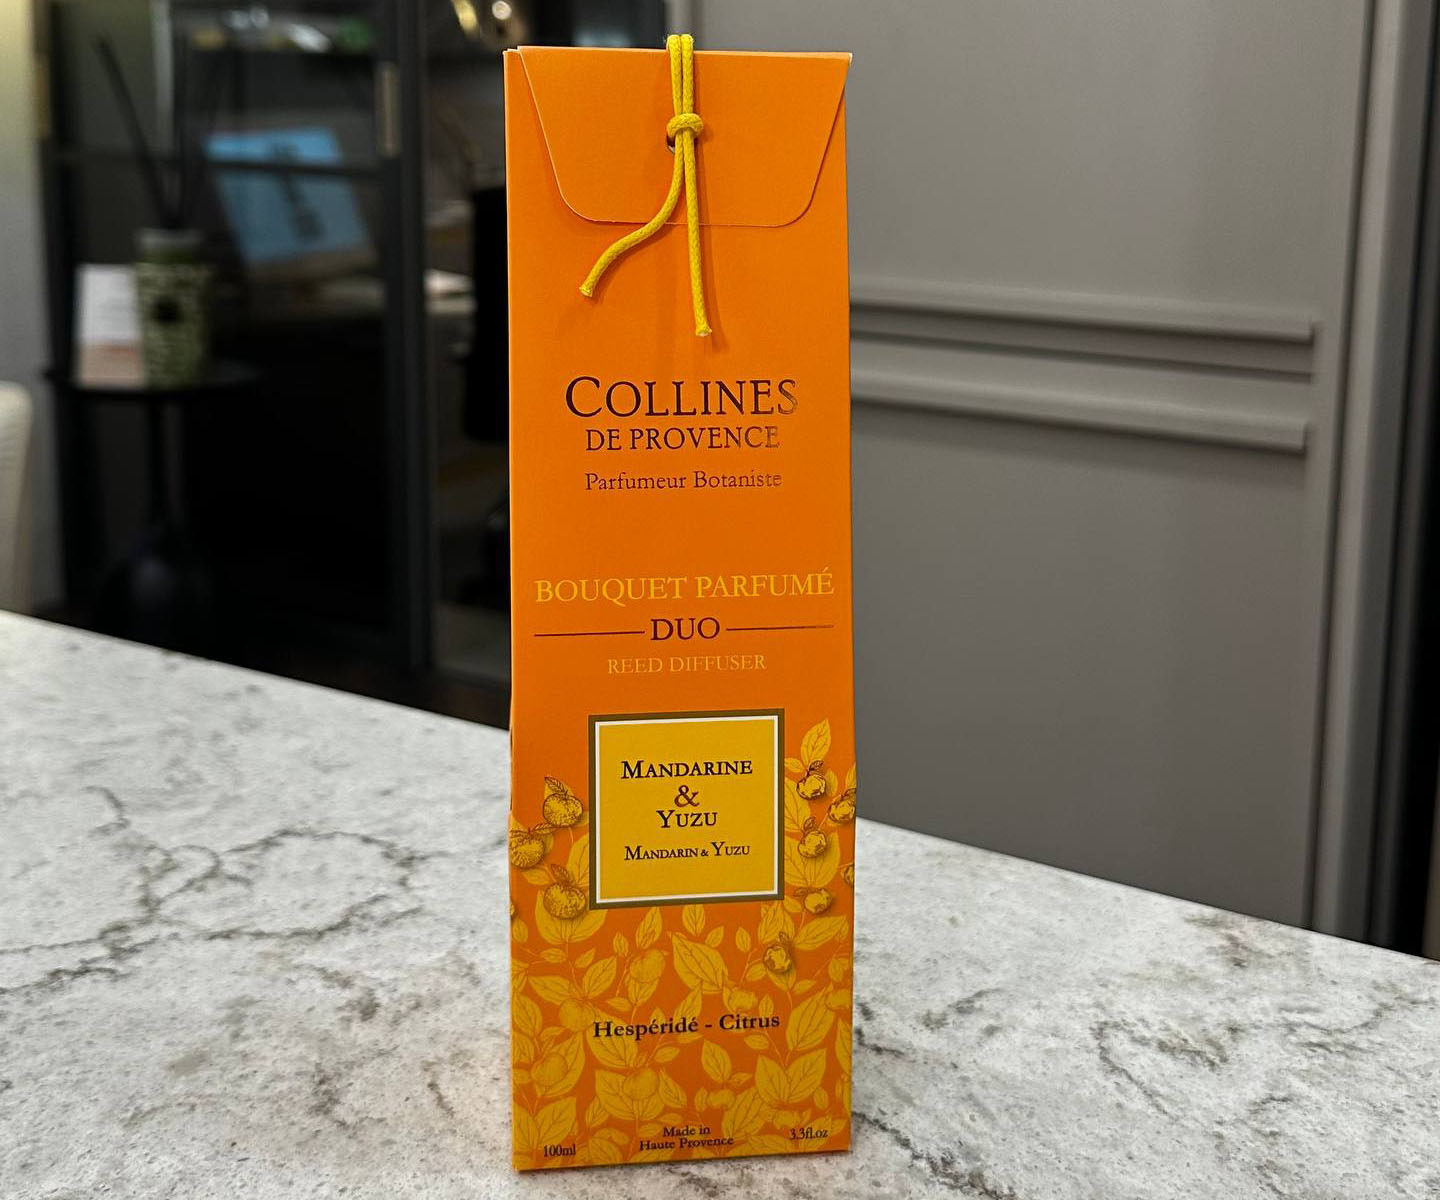 COLLINES
DE PROVENCE
Parfumeur Botaniste
BOUQUET PARFUMÉ
DUO
REED DIFFUSER
MANDARINE
&
YUZU
MANDARIN & YUZU
Hespéridé - Citrus
100ml
Made in
Haute Provence
3.3fl.oz